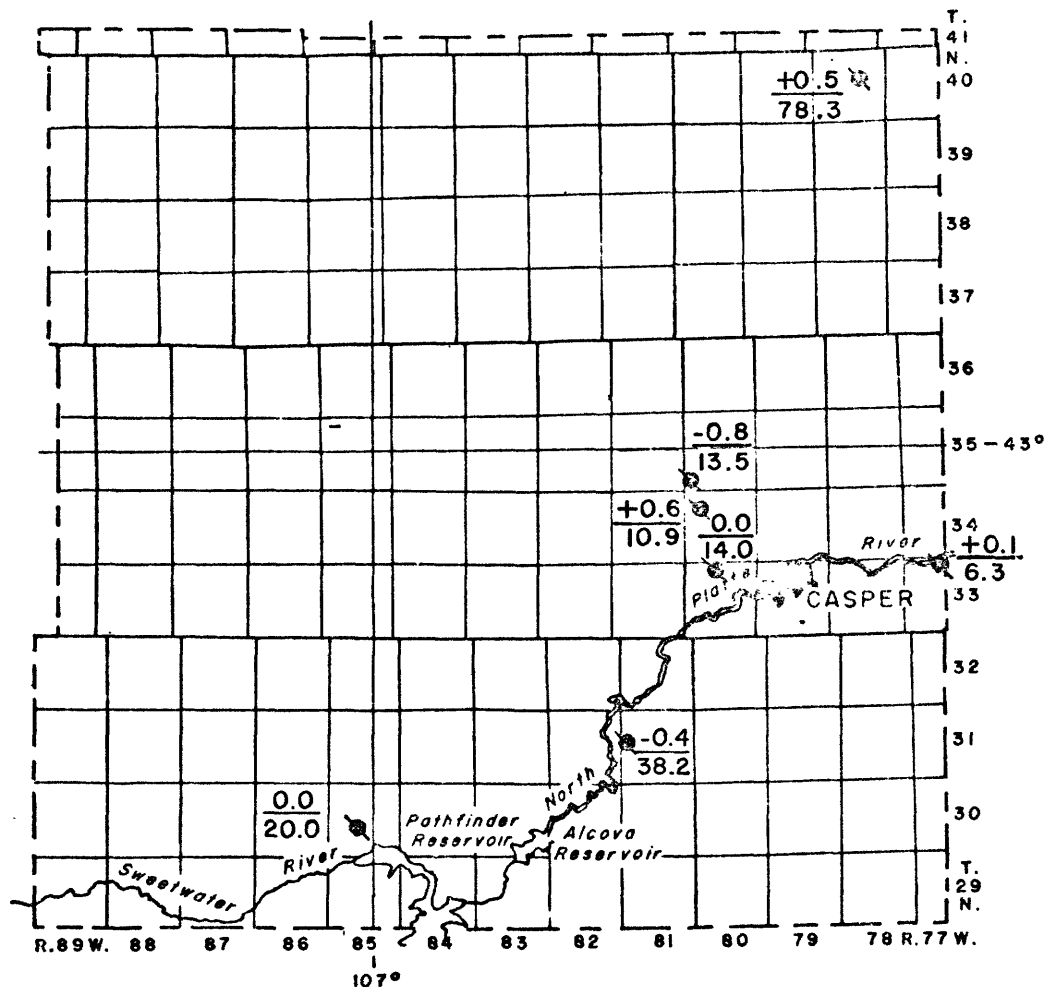 T.
41
N.
40
+0.5
78.3
39
38
37
36
35-43°
-0.8
13.5
+0.6
10.9
0.0
14.0
34
River
+0.1
6.3
Platte
CASPER
33
32
31
-0.4
38.2
North
30
0.0
20.0
Pathfinder
Reservoir
Alcova
Reservoir
River
Sweetwater
T.
29
N.
R.89W. 88 87 86 85 84 83 82 81 80 79 78 R.77W.
107°